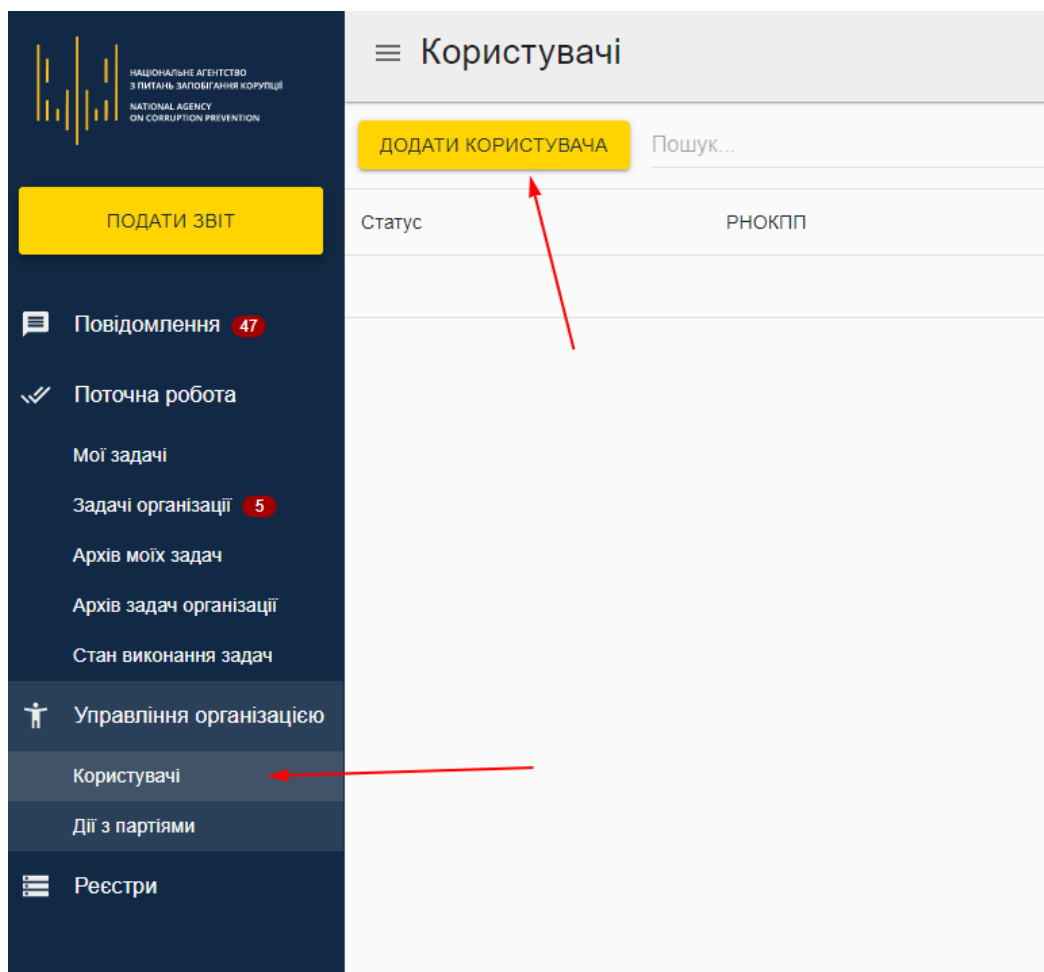 НАЦІОНАЛЬНЕ АГЕНТСТВО
З ПИТАНЬ ЗАПОБІГАННЯ КОРУПЦІЇ
NATIONAL AGENCY
ON CORRUPTION PREVENTION
ПОДАТИ ЗВІТ
Повідомлення 47
Поточна робота
Мої задачі
Задачі організації 5
Архів моїх задач
Архів задач організації
Стан виконання задач
Управління організацією
Користувачі
Дії з партіями
Реєстри
Користувачі
ДОДАТИ КОРИСТУВАЧА Пошук...
Статус РНОКПП